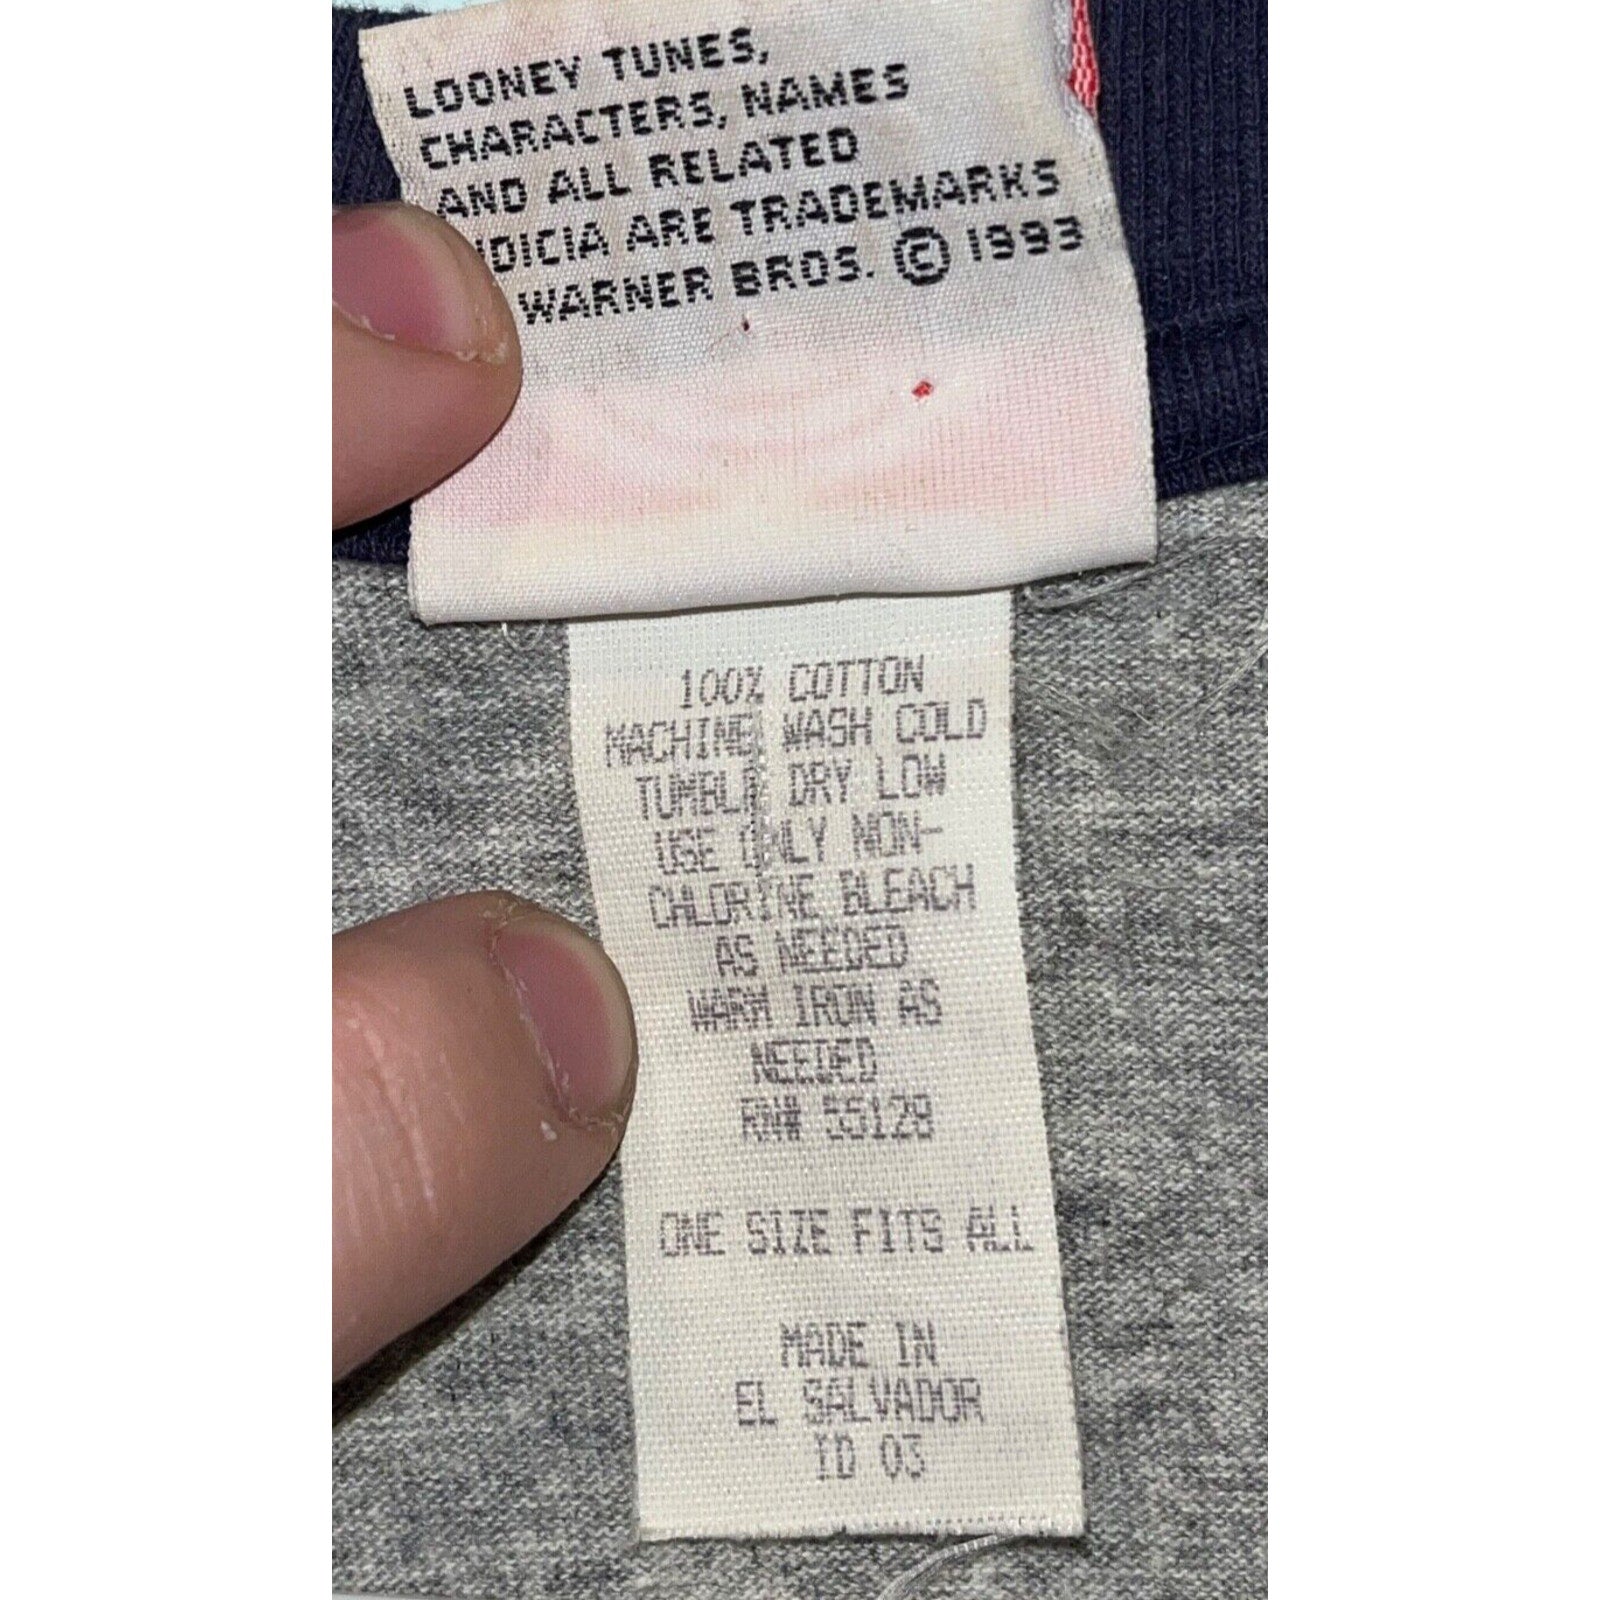 LOONEY TUNES,
CHARACTERS, NAMES
AND ALL RELATED
ARE TRADEMARKS
WARNER BROS. © 1993
100% COTTON
MACHINE WASH COLD
TUMBLE DRY LOW
USE ONLY NON-
CHLORINE BLEACH
AS NEEDED
WARM IRON AS
NEEDED
RN# 55128
ONE SIZE FITS ALL
MADE IN
EL SALVADOR
ID 03